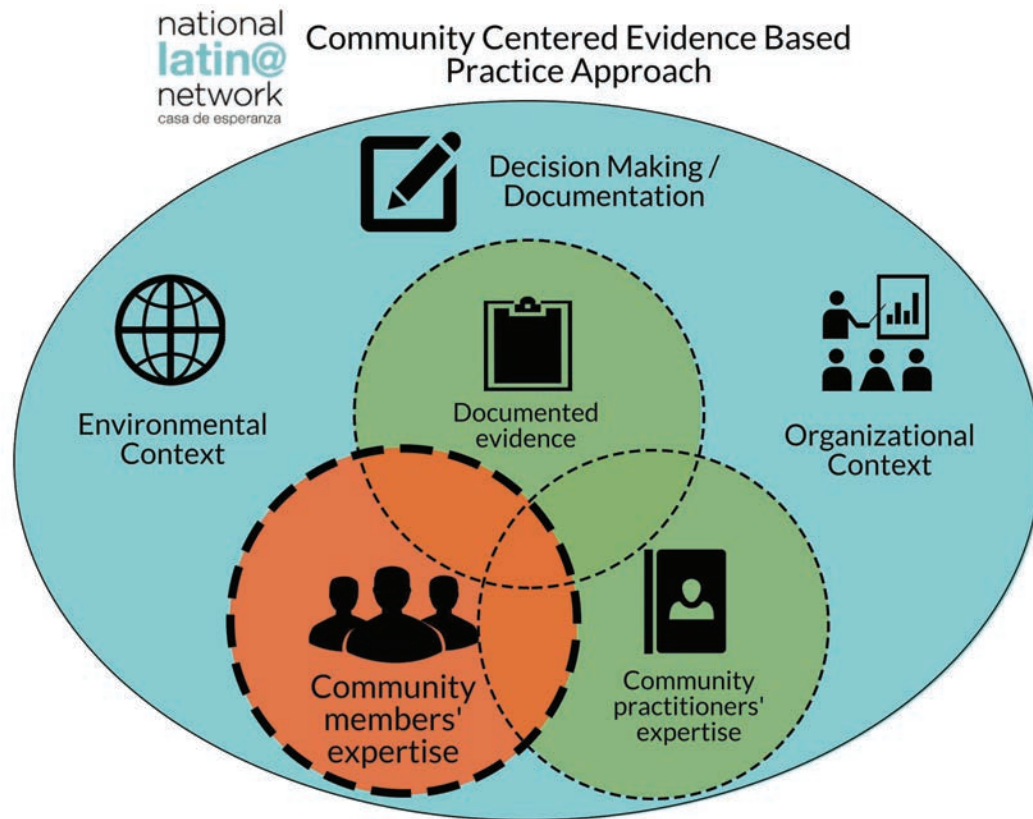 national
latin@
network
casa de esperanza
Community Centered Evidence Based
Practice Approach
Decision Making /
Documentation
Environmental
Context
Documented
evidence
Organizational
Context
Community
members'
expertise
Community
practitioners'
expertise